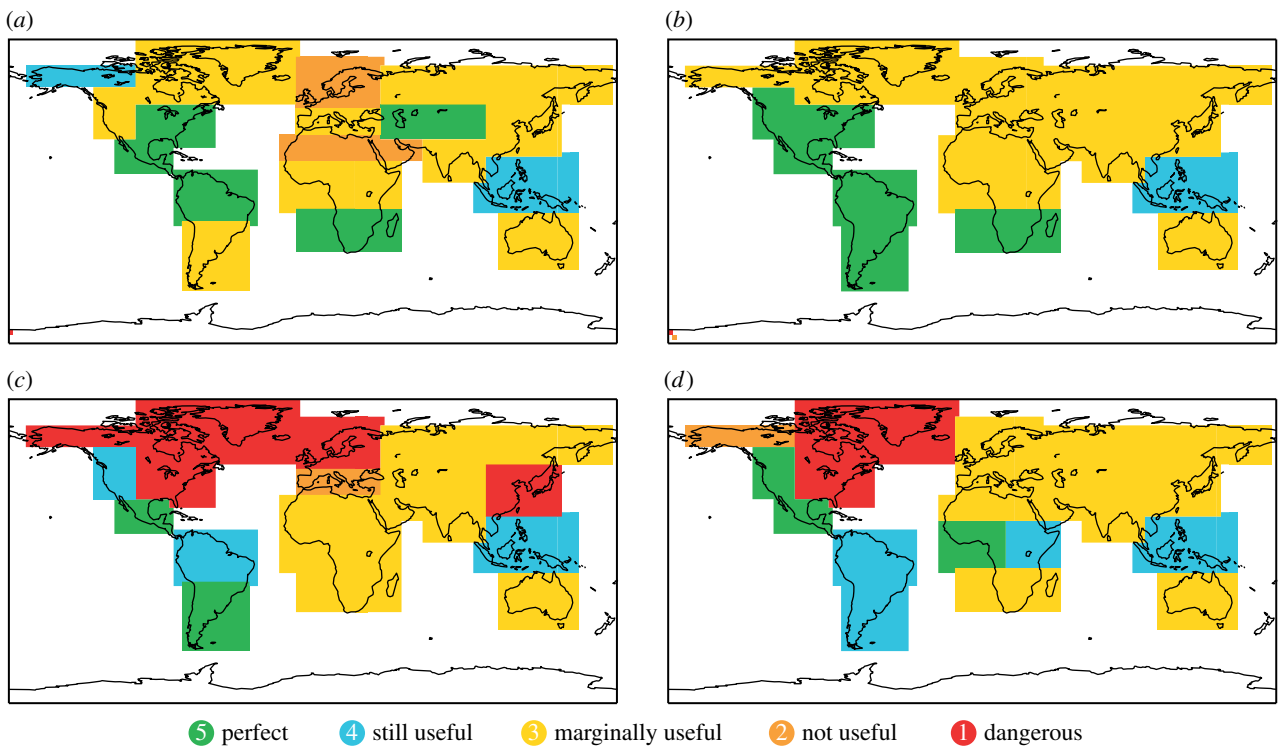 (a)
(b)
(c)
(d)
5 perfect 4 still useful 3 marginally useful 2 not useful 1 dangerous